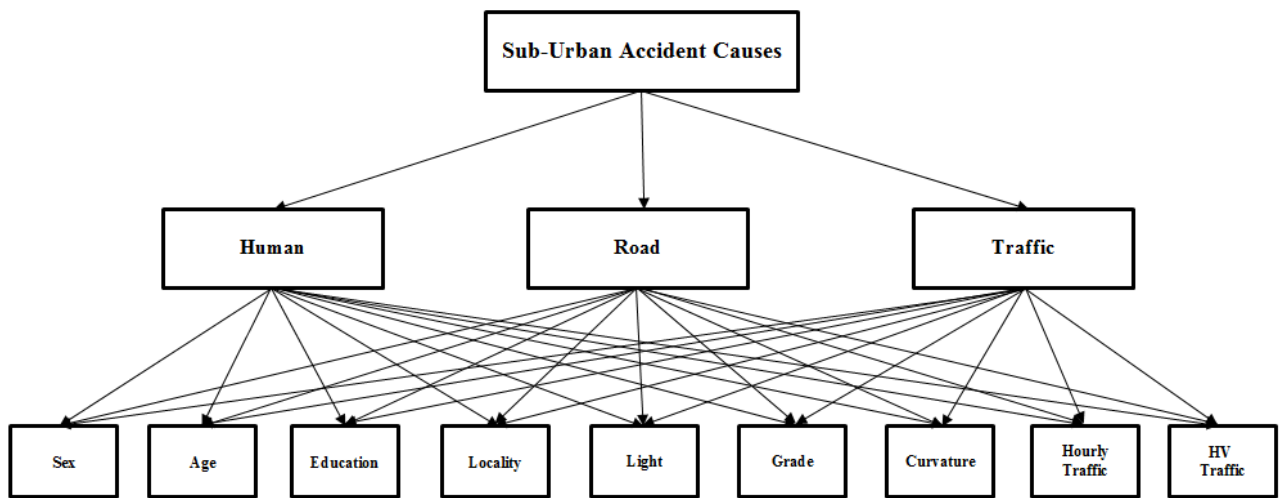 Sub-Urban Accident Causes
Human
Road
Traffic
Sex
Age
Education
Locality
Light
Grade
Curvature
Hourly
Traffic
HV
Traffic